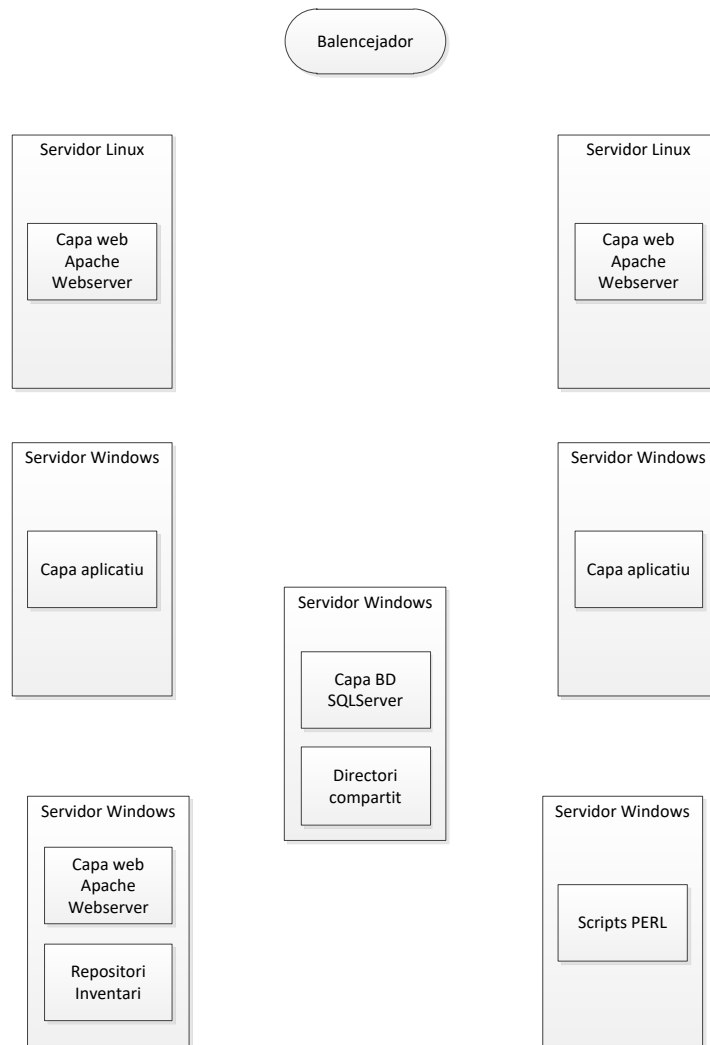 Balencejador
Servidor Linux
Capa web
Apache
Webserver
Servidor Linux
Capa web
Apache
Webserver
Servidor Windows
Capa aplicatiu
Servidor Windows
Capa aplicatiu
Servidor Windows
Capa BD
SQLServer
Directori
compartit
Servidor Windows
Capa web
Apache
Webserver
Repositori
Inventari
Servidor Windows
Scripts PERL